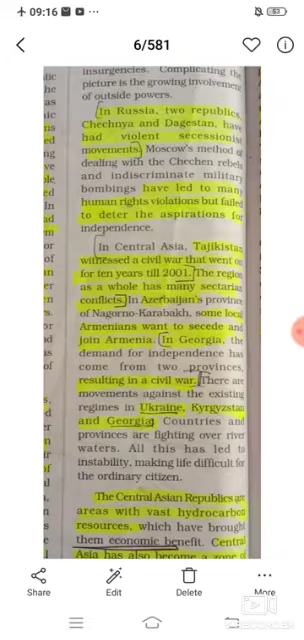 09:16
53
6/581
insurgencies. Complicating the
picture is the growing involvement
of outside powers.
In Russia, two republics,
Chechnya and Dagestan, have
had violent secessionist
movements. Moscow's method of
dealing with the Chechen rebels
and indiscriminate military
bombings have led to many
human rights violations but failed
to deter the aspirations for
independence.
In Central Asia, Tajikistan
witnessed a civil war that went on
for ten years till 2001. The region
as a whole has many sectarian
conflicts. In Azerbaijan's province
of Nagorno-Karabakh, some local
Armenians want to secede and
join Armenia. In Georgia, the
demand for independence has
come from two provinces,
resulting in a civil war. There are
movements against the existing
regimes in Ukraine, Kyrgyzstan
and Georgia. Countries and
provinces are fighting over river
waters. All this has led to
instability, making life difficult for
the ordinary citizen.
The Central Asian Republics are
areas with vast hydrocarbon
resources, which have brought
them economic benefit. Central
Asia has also become a zone of
Share
Edit
Delete
More